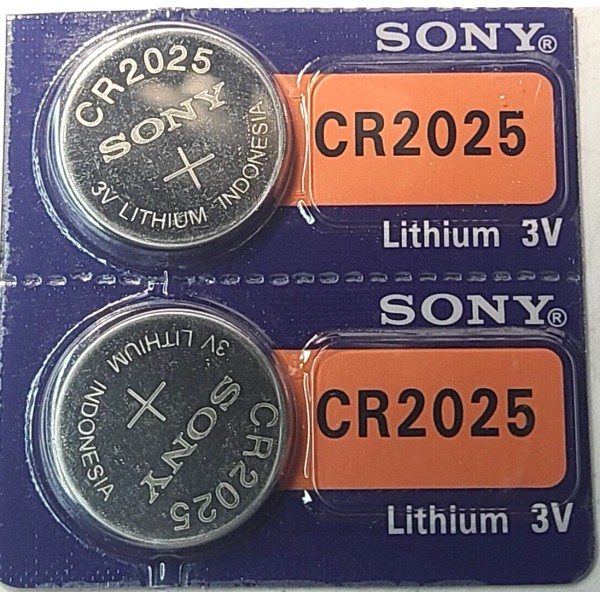 SONY®
CR2025
SONY
+
3V LITHIUM INDONESIA
CR2025
Lithium 3V
SONY®
CR2025
SONY
+
3V LITHIUM INDONESIA
CR2025
Lithium 3V